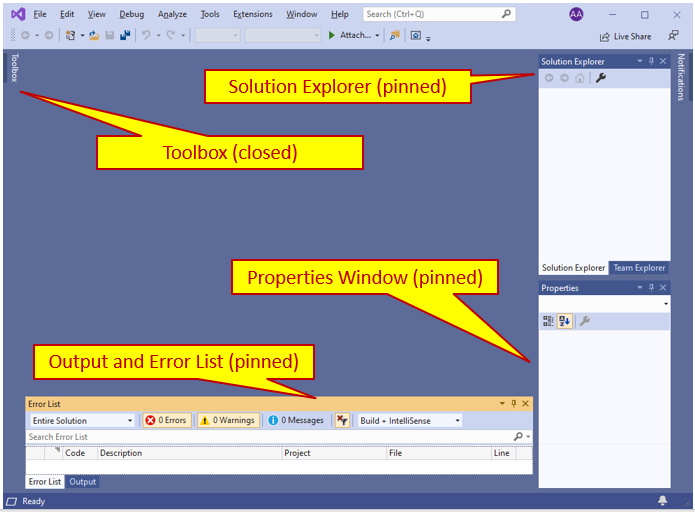 File Edit View Debug Analyze Tools Extensions Window Help Search (Ctrl+Q) AA
Attach... Live Share
Toolbox
Solution Explorer
Notifications
Solution Explorer (pinned)
Toolbox (closed)
Solution Explorer Team Explorer
Properties Window (pinned)
Properties
Output and Error List (pinned)
Error List
Entire Solution 0 Errors 0 Warnings 0 Messages Build + IntelliSense
Search Error List
Code Description Project File Line
Error List Output
Ready